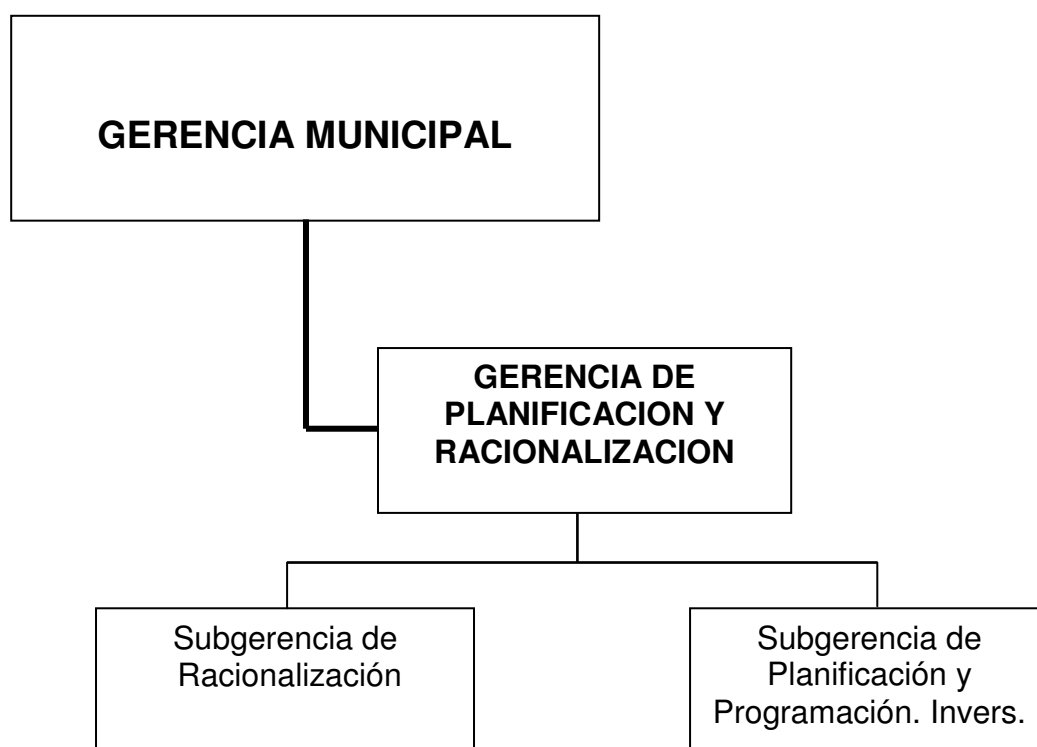 GERENCIA MUNICIPAL
GERENCIA DE
PLANIFICACION Y
RACIONALIZACION
Subgerencia de
Racionalización
Subgerencia de
Planificación y
Programación. Invers.